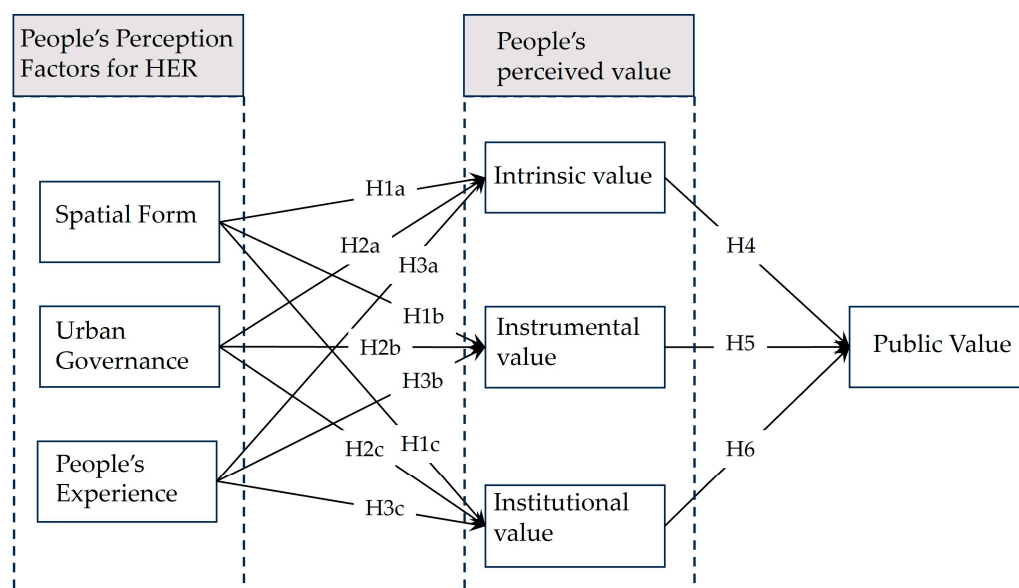 People's Perception
Factors for HER
People's
perceived value
Spatial Form
Urban
Governance
People's
Experience
H1a
H2a
H3a
H1b
H2b
H3b
H2c
H1c
H3c
Intrinsic value
Instrumental
value
Institutional
value
H4
H5
H6
Public Value